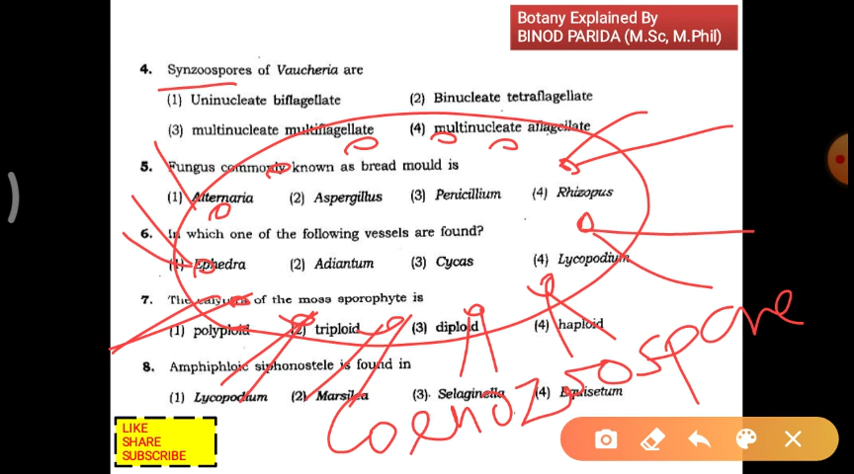 Botany Explained By
BINOD PARIDA (M.Sc, M.Phil)
4. Synzoospores of Vaucheria are
(1) Uninucleate biflagellate (2) Binucleate tetraflagellate
(3) multinucleate multiflagellate (4) multinucleate aflagellate
5. Fungus commonly known as bread mould is
(1) Alternaria (2) Aspergillus (3) Penicillium (4) Rhizopus
6. In which one of the following vessels are found?
(1) Ephedra (2) Adiantum (3) Cycas (4) Lycopodium
7. The calyptra of the moss sporophyte is
(1) polyploid (2) triploid (3) diploid (4) haploid
8. Amphiphloic siphonostele is found in
(1) Lycopodium (2) Marsilea (3) Selaginella (4) Equisetum
Coenozoospore
LIKE
SHARE
SUBSCRIBE